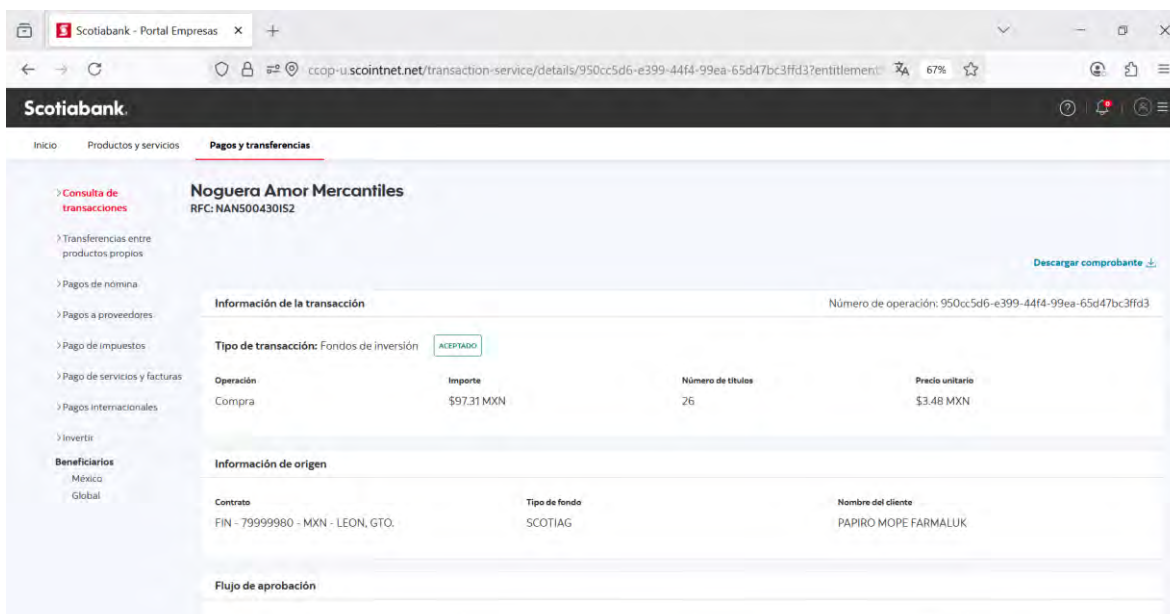 Scotiabank - Portal Empresas
ccop-u.scointnet.net/transaction-service/details/950cc5d6-e399-44f4-99ea-65d47bc3ffd3?entitlement
67%
Scotiabank.
Inicio Productos y servicios Pagos y transferencias
Consulta de
transacciones
Transferencias entre
productos propios
Pagos de nómina
Pagos a proveedores
Pago de impuestos
Pago de servicios y facturas
Pagos internacionales
Invertir
Beneficiarios
México
Global
Noguera Amor Mercantiles
RFC: NAN500430IS2
Descargar comprobante
Información de la transacción Número de operación: 950cc5d6-e399-44f4-99ea-65d47bc3ffd3
Tipo de transacción: Fondos de inversión ACEPTADO
Operación Importe Número de títulos Precio unitario
Compra $97.31 MXN 26 $3.48 MXN
Información de origen
Contrato Tipo de fondo Nombre del cliente
FIN - 79999980 - MXN - LEON, GTO. SCOTIAG PAPIRO MOPE FARMALUK
Flujo de aprobación